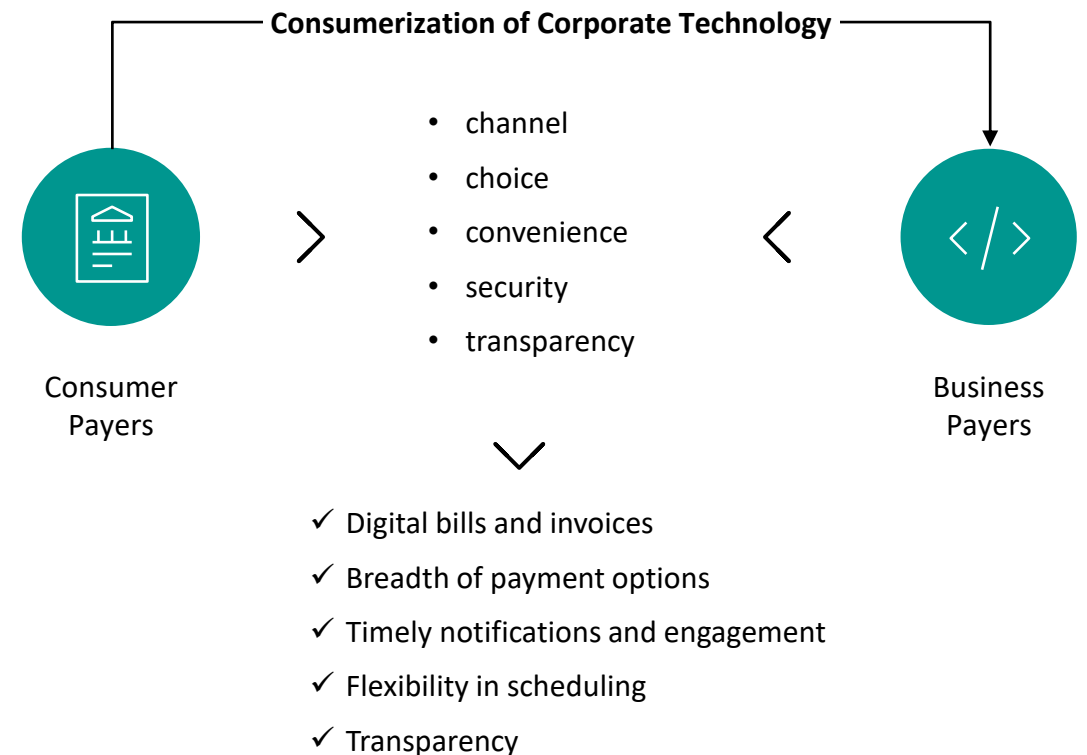 Consumerization of Corporate Technology
• channel
• choice
• convenience
• security
• transparency
Consumer
Payers
Business
Payers
✓ Digital bills and invoices
✓ Breadth of payment options
✓ Timely notifications and engagement
✓ Flexibility in scheduling
✓ Transparency